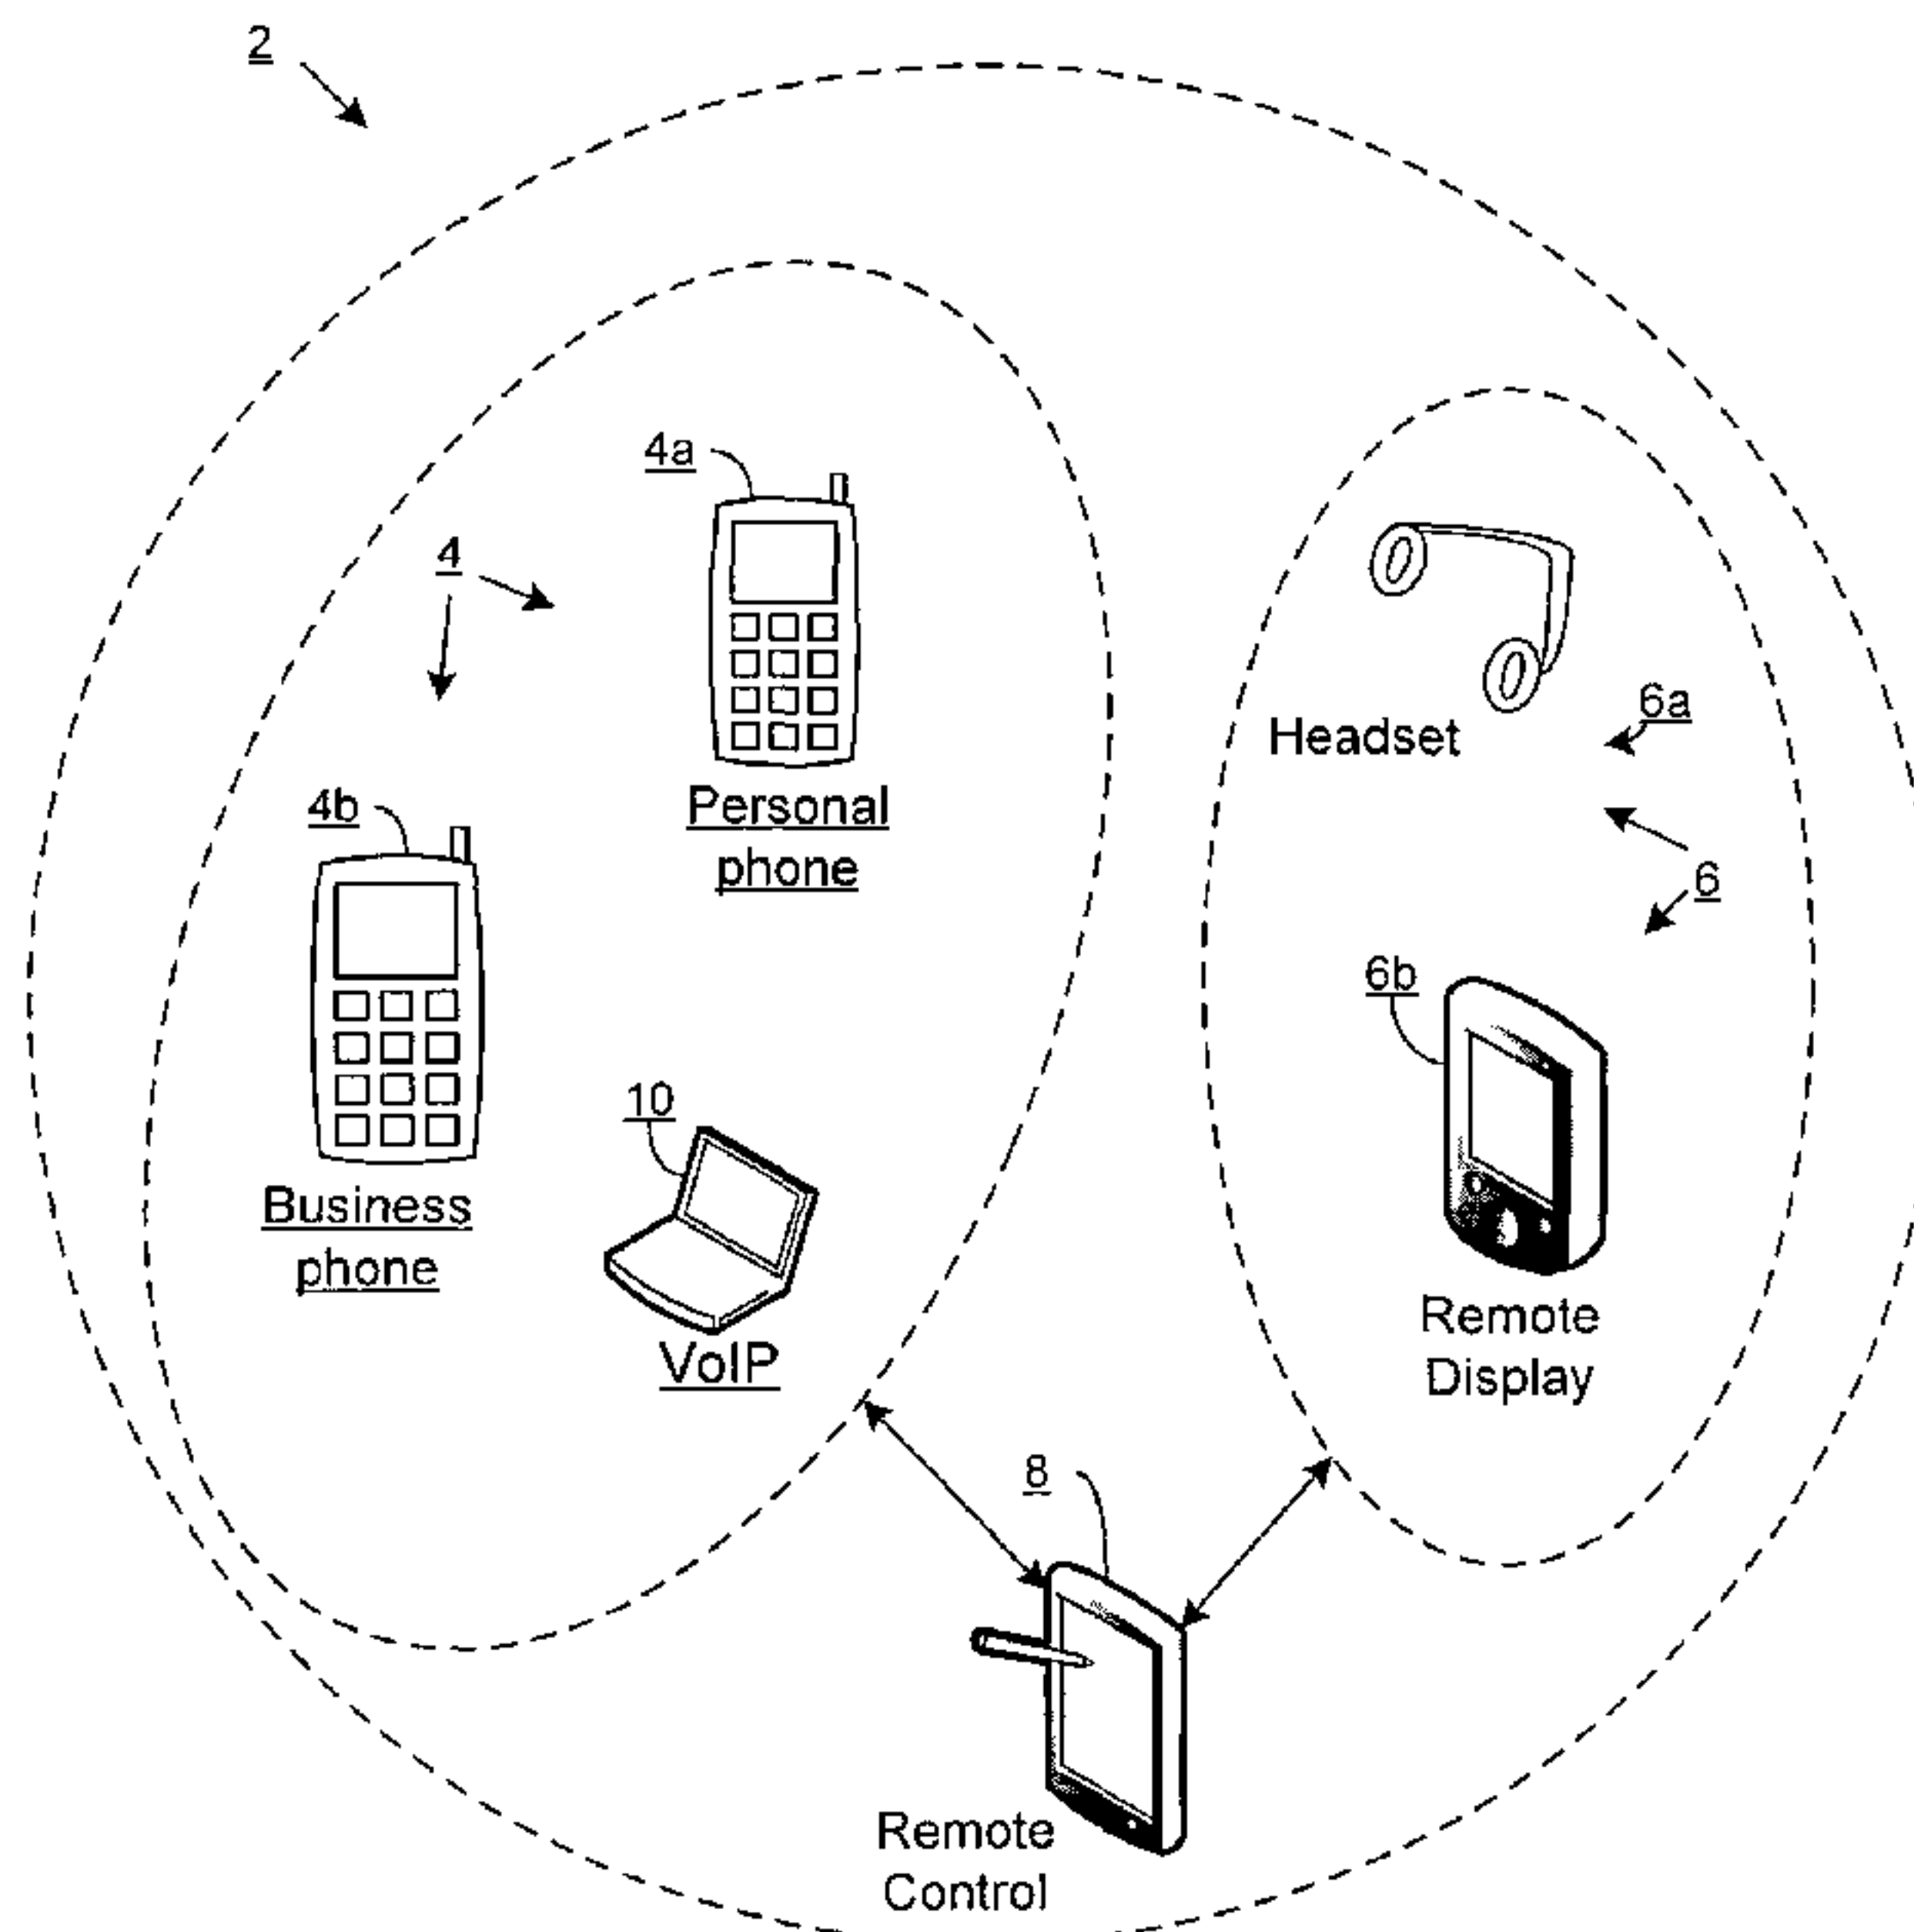 2
4a
4
Personal
phone
4b
Business
phone
10
VoIP
Headset
6a
6
6b
Remote
Display
8
Remote
Control